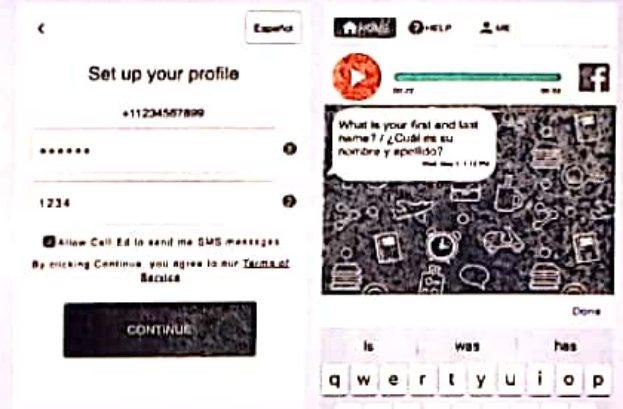 Español
Set up your profile
+11234567899
1234
Allow Cell-Ed to send me SMS messages
By clicking Continue, you agree to our Terms of
Service
CONTINUE
HOME
HELP
ME
What is your first and last
name? / ¿Cuál es su
nombre y apellido?
Done
is was has
q w e r t y u i o p